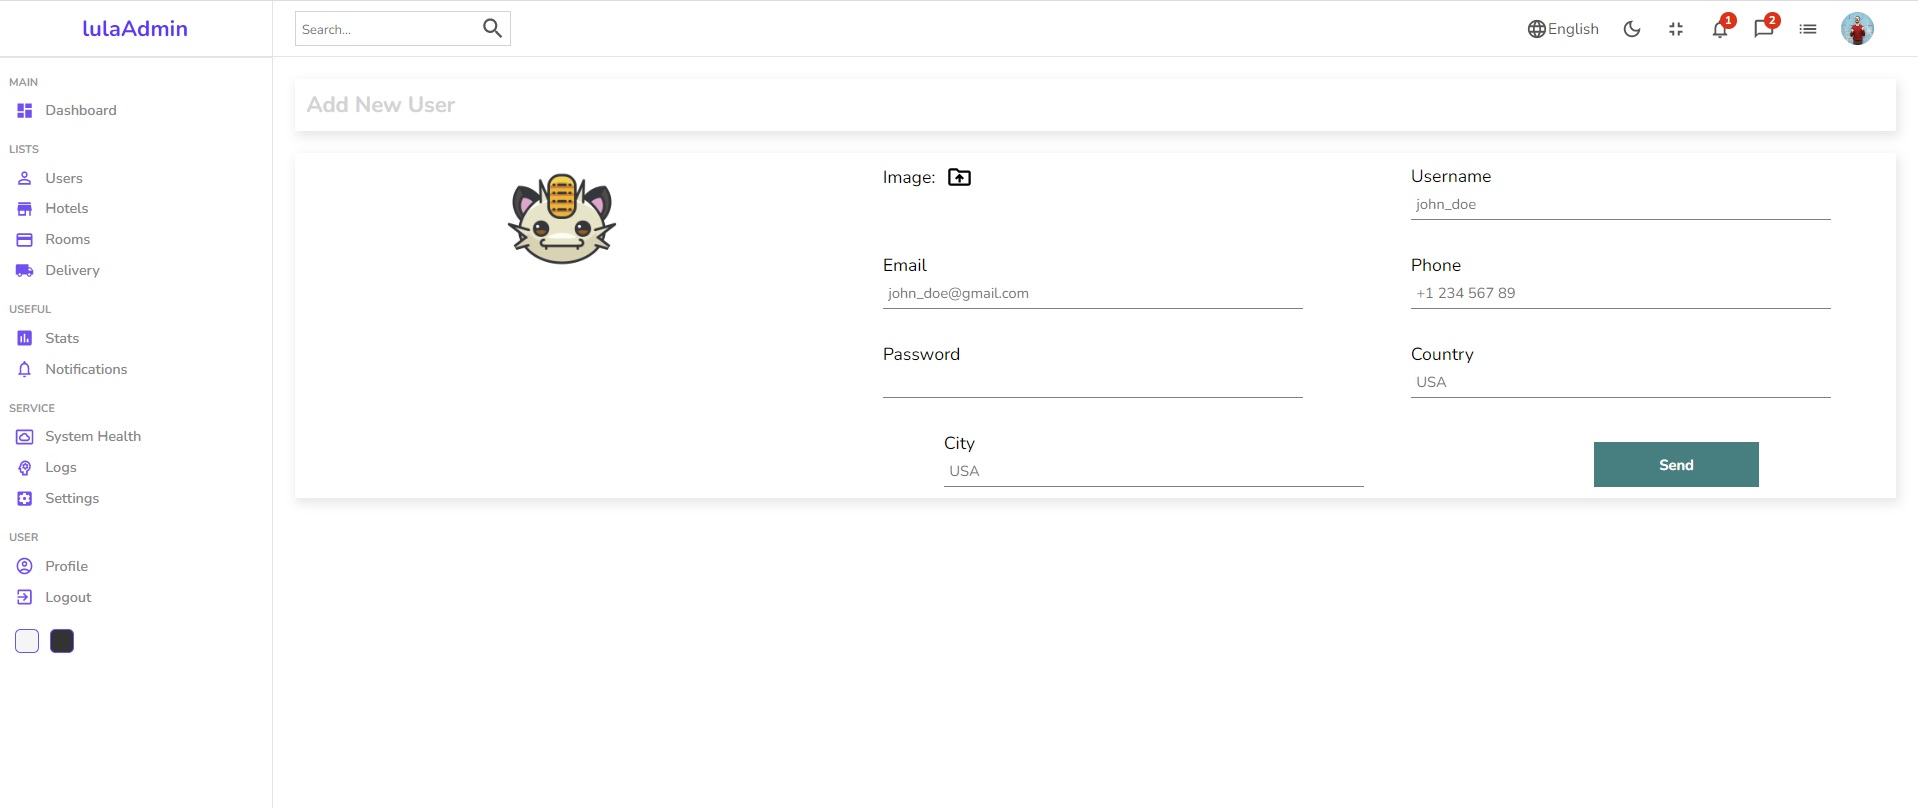 lulaAdmin
Search...
English
1
2
MAIN
Dashboard
LISTS
Users
Hotels
Rooms
Delivery
USEFUL
Stats
Notifications
SERVICE
System Health
Logs
Settings
USER
Profile
Logout
Add New User
Image:
Username
john_doe
Email
john_doe@gmail.com
Phone
+1 234 567 89
Password
Country
USA
City
USA
Send